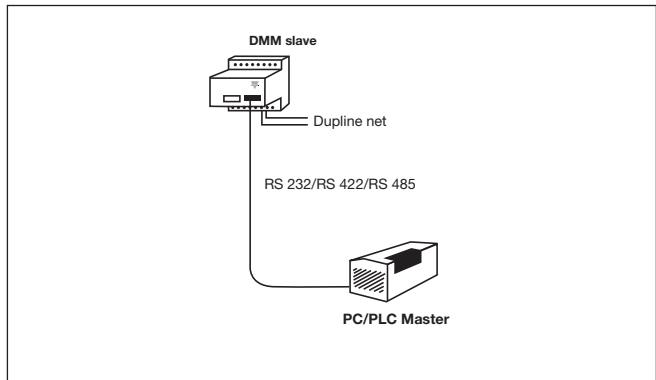 DMM slave
Dupline net
RS 232/RS 422/RS 485
PC/PLC Master